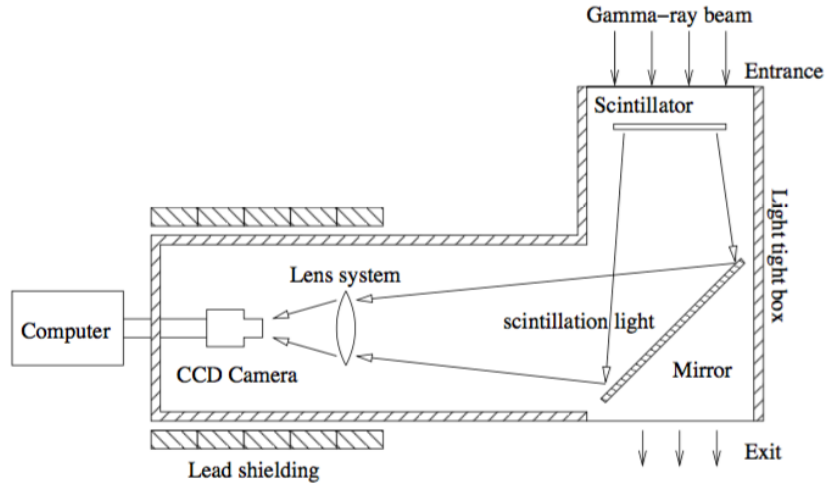 Gamma-ray beam
Entrance
Scintillator
Light tight box
Lens system
scintillation light
Computer
CCD Camera
Mirror
Exit
Lead shielding